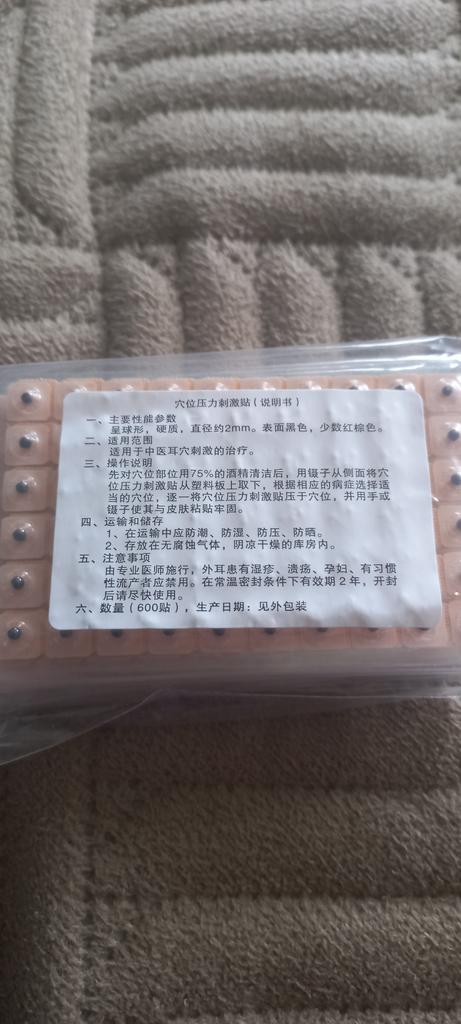 穴位压力刺激贴（说明书）
一、主要性能参数
呈球形，硬质，直径约2mm。表面黑色，少数红棕色。
二、适用范围
适用于中医耳穴刺激的治疗。
三、操作说明
先对穴位部位用75%的酒精清洁后，用镊子从侧面将穴
位压力刺激贴从塑料板上取下，根据相应的病症选择适
当的穴位，逐一将穴位压力刺激贴压于穴位，并用手或
镊子使其与皮肤粘贴牢固。
四、运输和储存
1、在运输中应防潮、防湿、防压、防晒。
2、存放在无腐蚀气体，阴凉干燥的库房内。
五、注意事项
由专业医师施行，外耳患有湿疹、溃疡、孕妇、有习惯
性流产者应禁用。在常温密封条件下有效期2年，开封
后请尽快使用。
六、数量（600贴），生产日期：见外包装